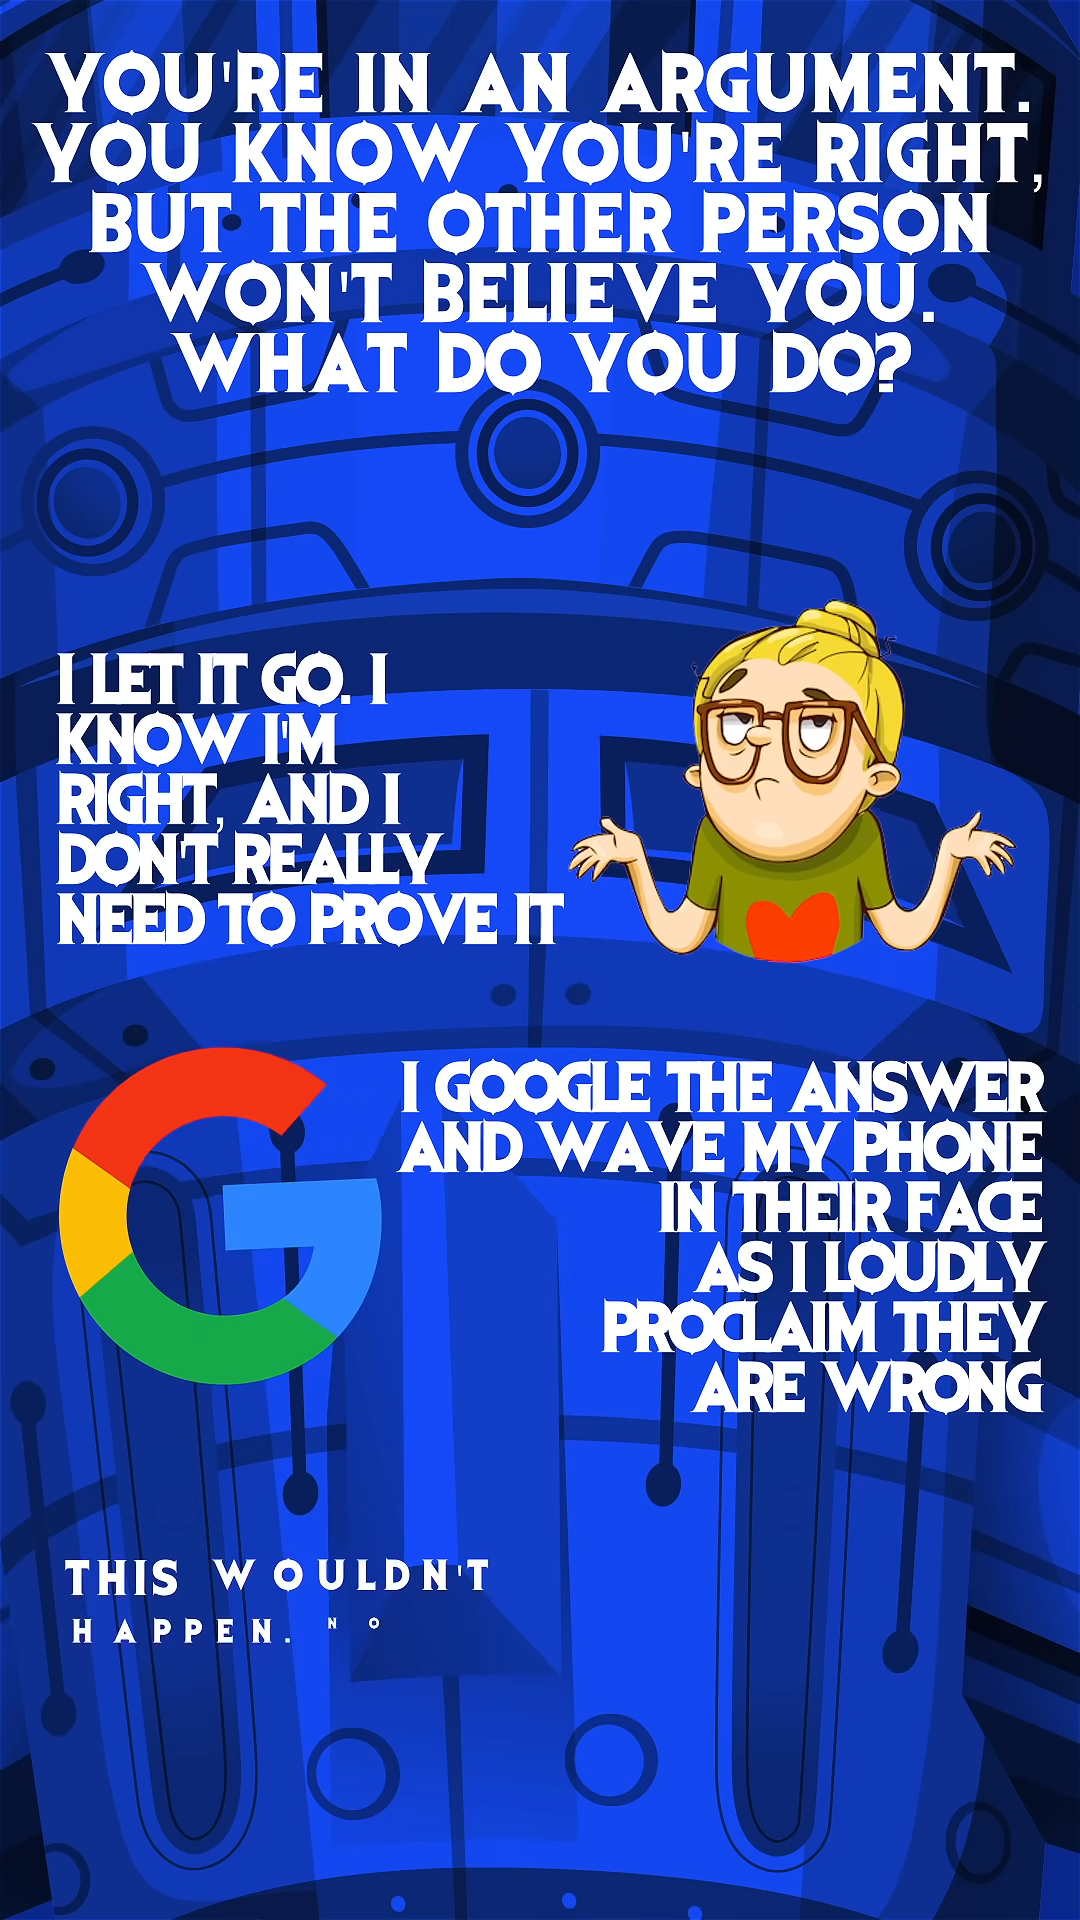 YOU'RE IN AN ARGUMENT.
YOU KNOW YOU'RE RIGHT,
BUT THE OTHER PERSON
WON'T BELIEVE YOU.
WHAT DO YOU DO?
I LET IT GO. I
KNOW I'M
RIGHT, AND I
DON'T REALLY
NEED TO PROVE IT
I GOOGLE THE ANSWER
AND WAVE MY PHONE
IN THEIR FACE
AS I LOUDLY
PROCLAIM THEY
ARE WRONG
THIS WOULDN'T
HAPPEN. NO